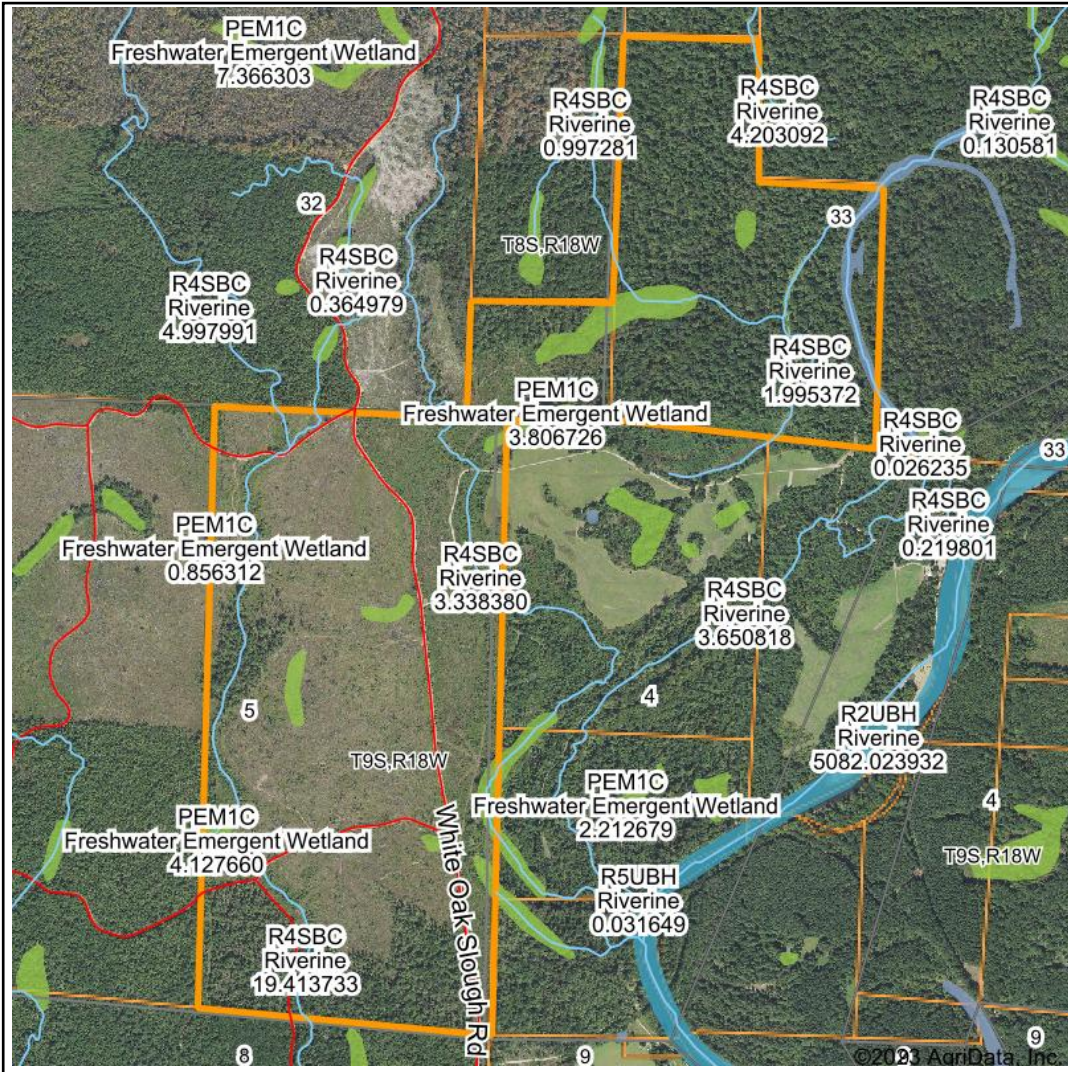 PEM1C
Freshwater Emergent Wetland
7.366303
R4SBC
Riverine
0.997281
R4SBC
Riverine
4.203092
R4SBC
Riverine
0.130581
32
33
T8S,R18W
R4SBC
Riverine
0.364979
R4SBC
Riverine
4.997991
R4SBC
Riverine
1.995372
PEM1C
Freshwater Emergent Wetland
3.806726
R4SBC
Riverine
0.026235
33
R4SBC
Riverine
0.219801
PEM1C
Freshwater Emergent Wetland
0.856312
R4SBC
Riverine
3.338380
R4SBC
Riverine
3.650818
5
4
T9S,R18W
R2UBH
Riverine
5082.023932
PEM1C
Freshwater Emergent Wetland
2.212679
4
T9S,R18W
PEM1C
Freshwater Emergent Wetland
4.127660
White Oak Slough Rd
R5UBH
Riverine
0.031649
R4SBC
Riverine
19.413733
8
9
9
©2023 AgriData, Inc.